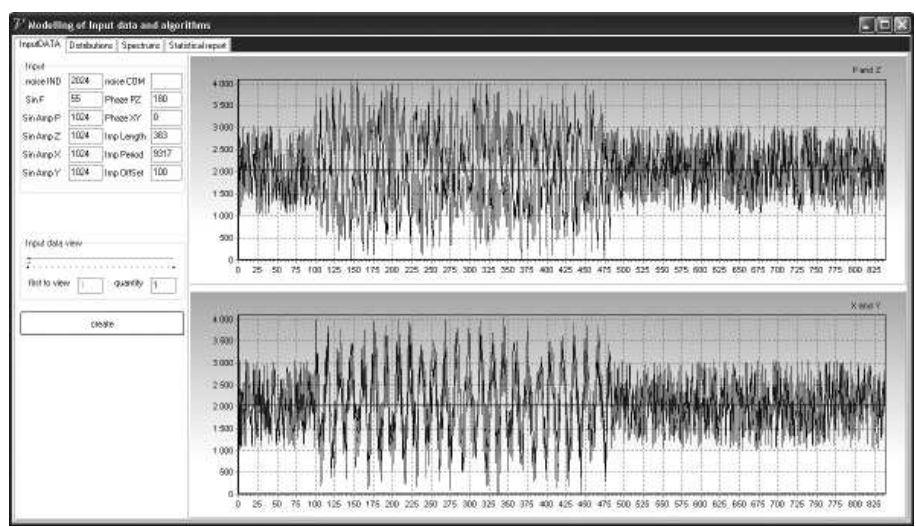 Modelling of Input data and algorithms
InputDATA Distributions Spectrums Statistical report
Input
noise IND 2024 noise COM
Sin F 55 Phaze PZ 180
Sin Amp P 1024 Phaze XY 0
Sin Amp Z 1024 Imp Length 383
Sin Amp X 1024 Imp Period 9317
Sin Amp Y 1024 Imp OffSet 100
Input data view
first to view quantity 1
create
P and Z
4 000
3 500
3 000
2 500
2 000
1 500
1 000
500
0
0 25 50 75 100 125 150 175 200 225 250 275 300 325 350 375 400 425 450 475 500 525 550 575 600 625 650 675 700 725 750 775 800 825
X and Y
4 000
3 500
3 000
2 500
2 000
1 500
1 000
500
0
0 25 50 75 100 125 150 175 200 225 250 275 300 325 350 375 400 425 450 475 500 525 550 575 600 625 650 675 700 725 750 775 800 825